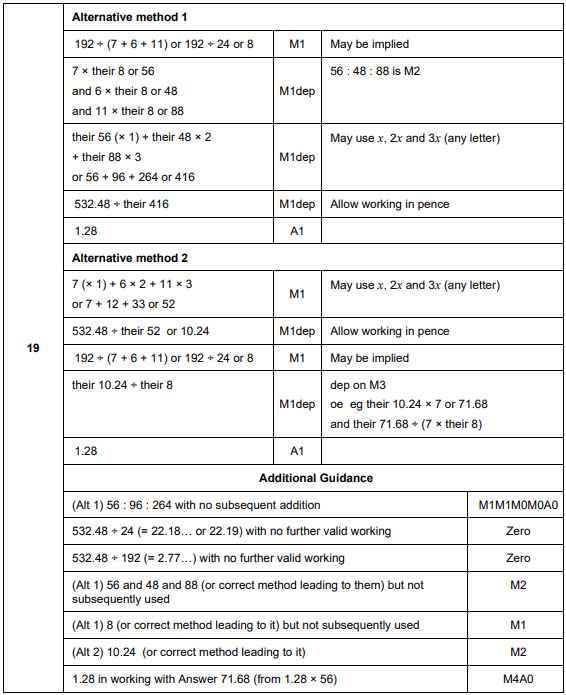 Alternative method 1
192 ÷ (7 + 6 + 11) or 192 ÷ 24 or 8 M1 May be implied
7 × their 8 or 56 56 : 48 : 88 is M2
and 6 × their 8 or 48 M1dep
and 11 × their 8 or 88
their 56 (× 1) + their 48 × 2 May use x, 2x and 3x (any letter)
+ their 88 × 3 M1dep
or 56 + 96 + 264 or 416
532.48 ÷ their 416 M1dep Allow working in pence
1.28 A1
Alternative method 2
7 (× 1) + 6 × 2 + 11 × 3 M1 May use x, 2x and 3x (any letter)
or 7 + 12 + 33 or 52
532.48 ÷ their 52 or 10.24 M1dep Allow working in pence
19
192 ÷ (7 + 6 + 11) or 192 ÷ 24 or 8 M1 May be implied
their 10.24 ÷ their 8 dep on M3
M1dep oe eg their 10.24 × 7 or 71.68
and their 71.68 ÷ (7 × their 8)
1.28 A1
Additional Guidance
(Alt 1) 56 : 96 : 264 with no subsequent addition M1M1M0M0A0
532.48 ÷ 24 (= 22.18… or 22.19) with no further valid working Zero
532.48 ÷ 192 (= 2.77…) with no further valid working Zero
(Alt 1) 56 and 48 and 88 (or correct method leading to them) but not M2
subsequently used
(Alt 1) 8 (or correct method leading to it) but not subsequently used M1
(Alt 2) 10.24 (or correct method leading to it) M2
1.28 in working with Answer 71.68 (from 1.28 × 56) M4A0